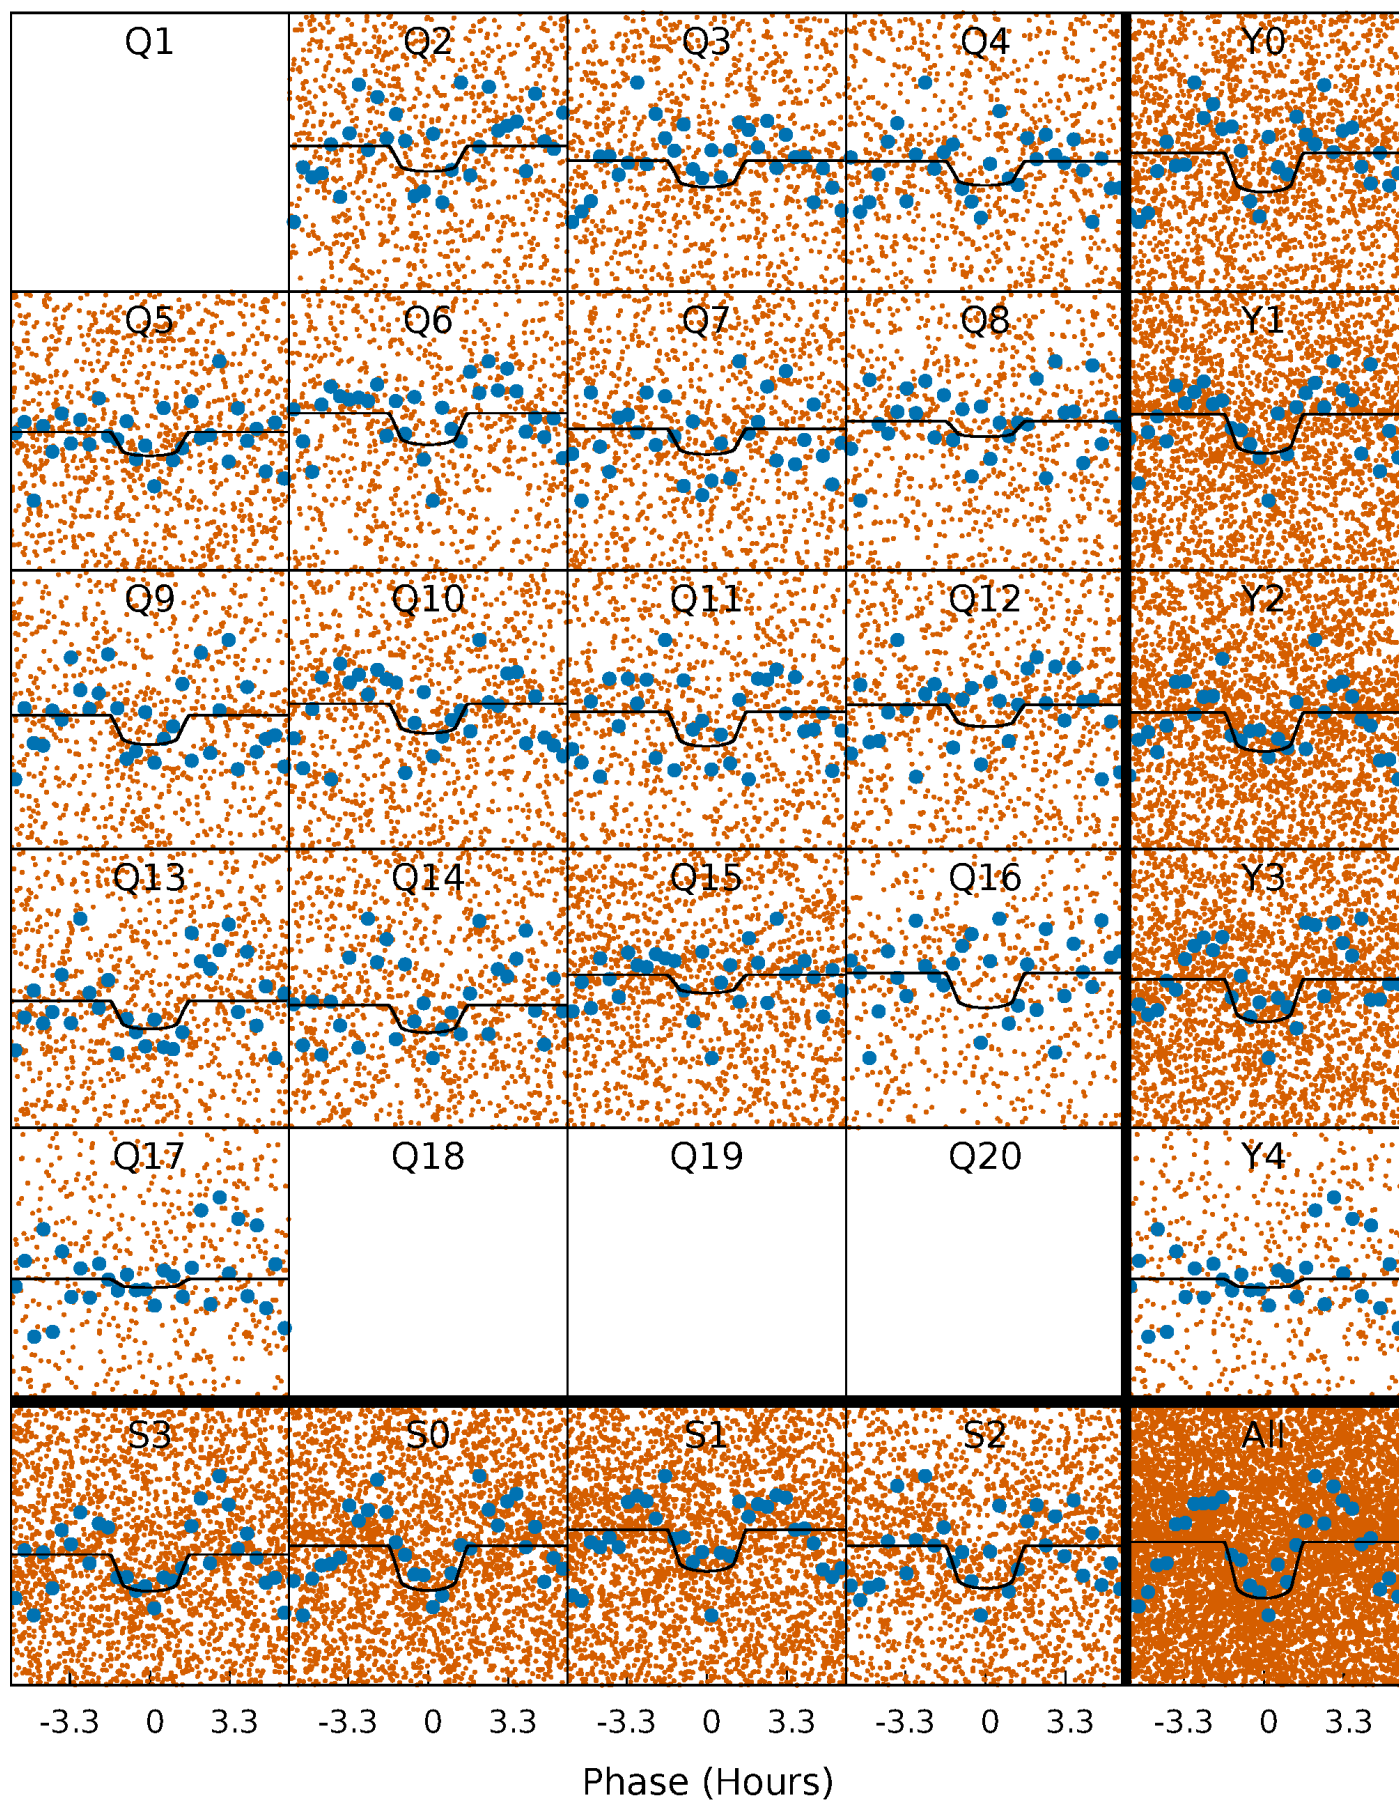 Q1 Q2 Q3 Q4 Y0
Q5 Q6 Q7 Q8 Y1
Q9 Q10 Q11 Q12 Y2
Q13 Q14 Q15 Q16 Y3
Q17 Q18 Q19 Q20 Y4
S3 S0 S1 S2 All
-3.3 0 3.3 -3.3 0 3.3 -3.3 0 3.3 -3.3 0 3.3 -3.3 0 3.3
Phase (Hours)